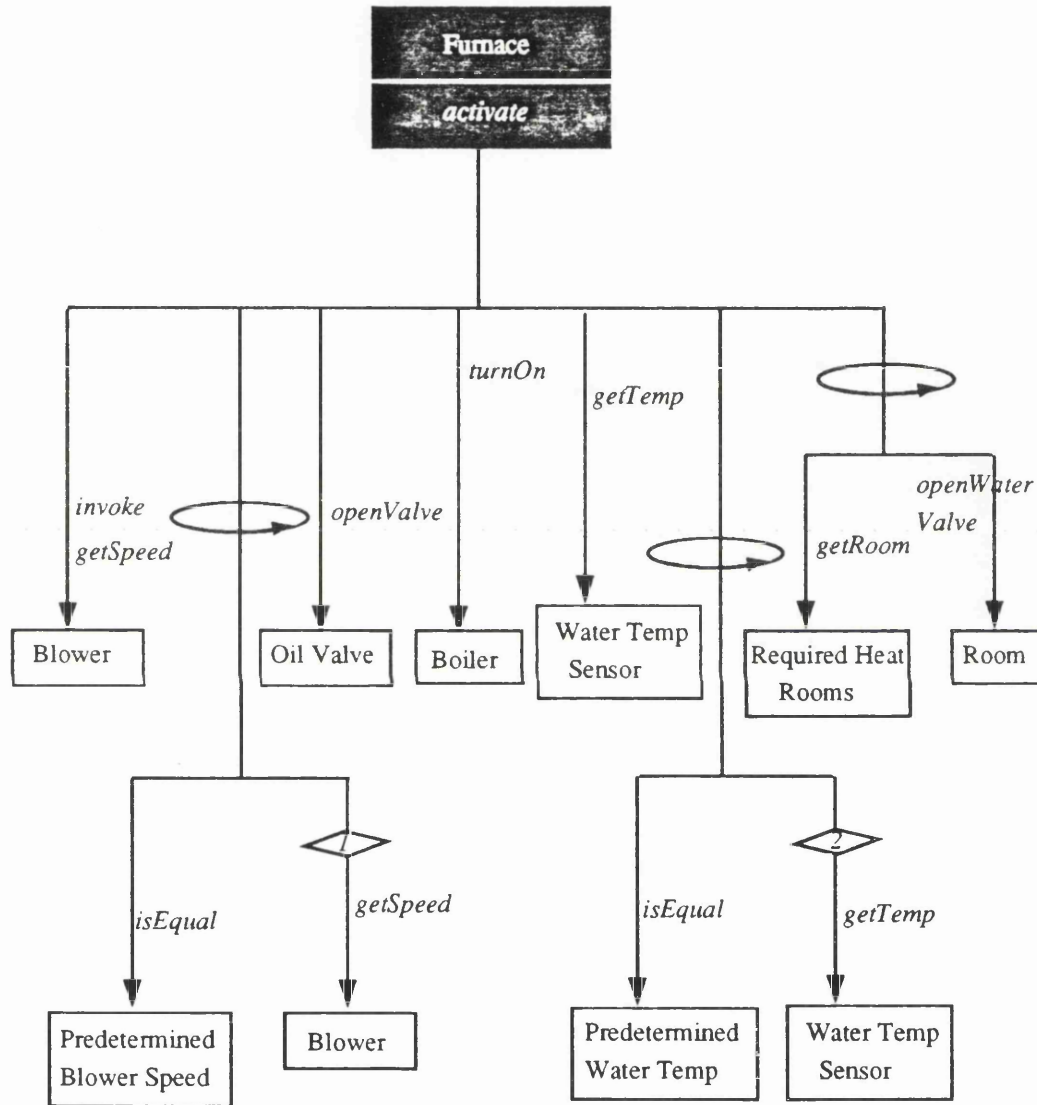 Furnace
activate
turnOn
getTemp
invoke
getSpeed
openValve
openWater
Valve
getRoom
Blower
Oil Valve
Boiler
Water Temp
Sensor
Required Heat
Rooms
Room
1
2
isEqual
getSpeed
isEqual
getTemp
Predetermined
Blower Speed
Blower
Predetermined
Water Temp
Water Temp
Sensor